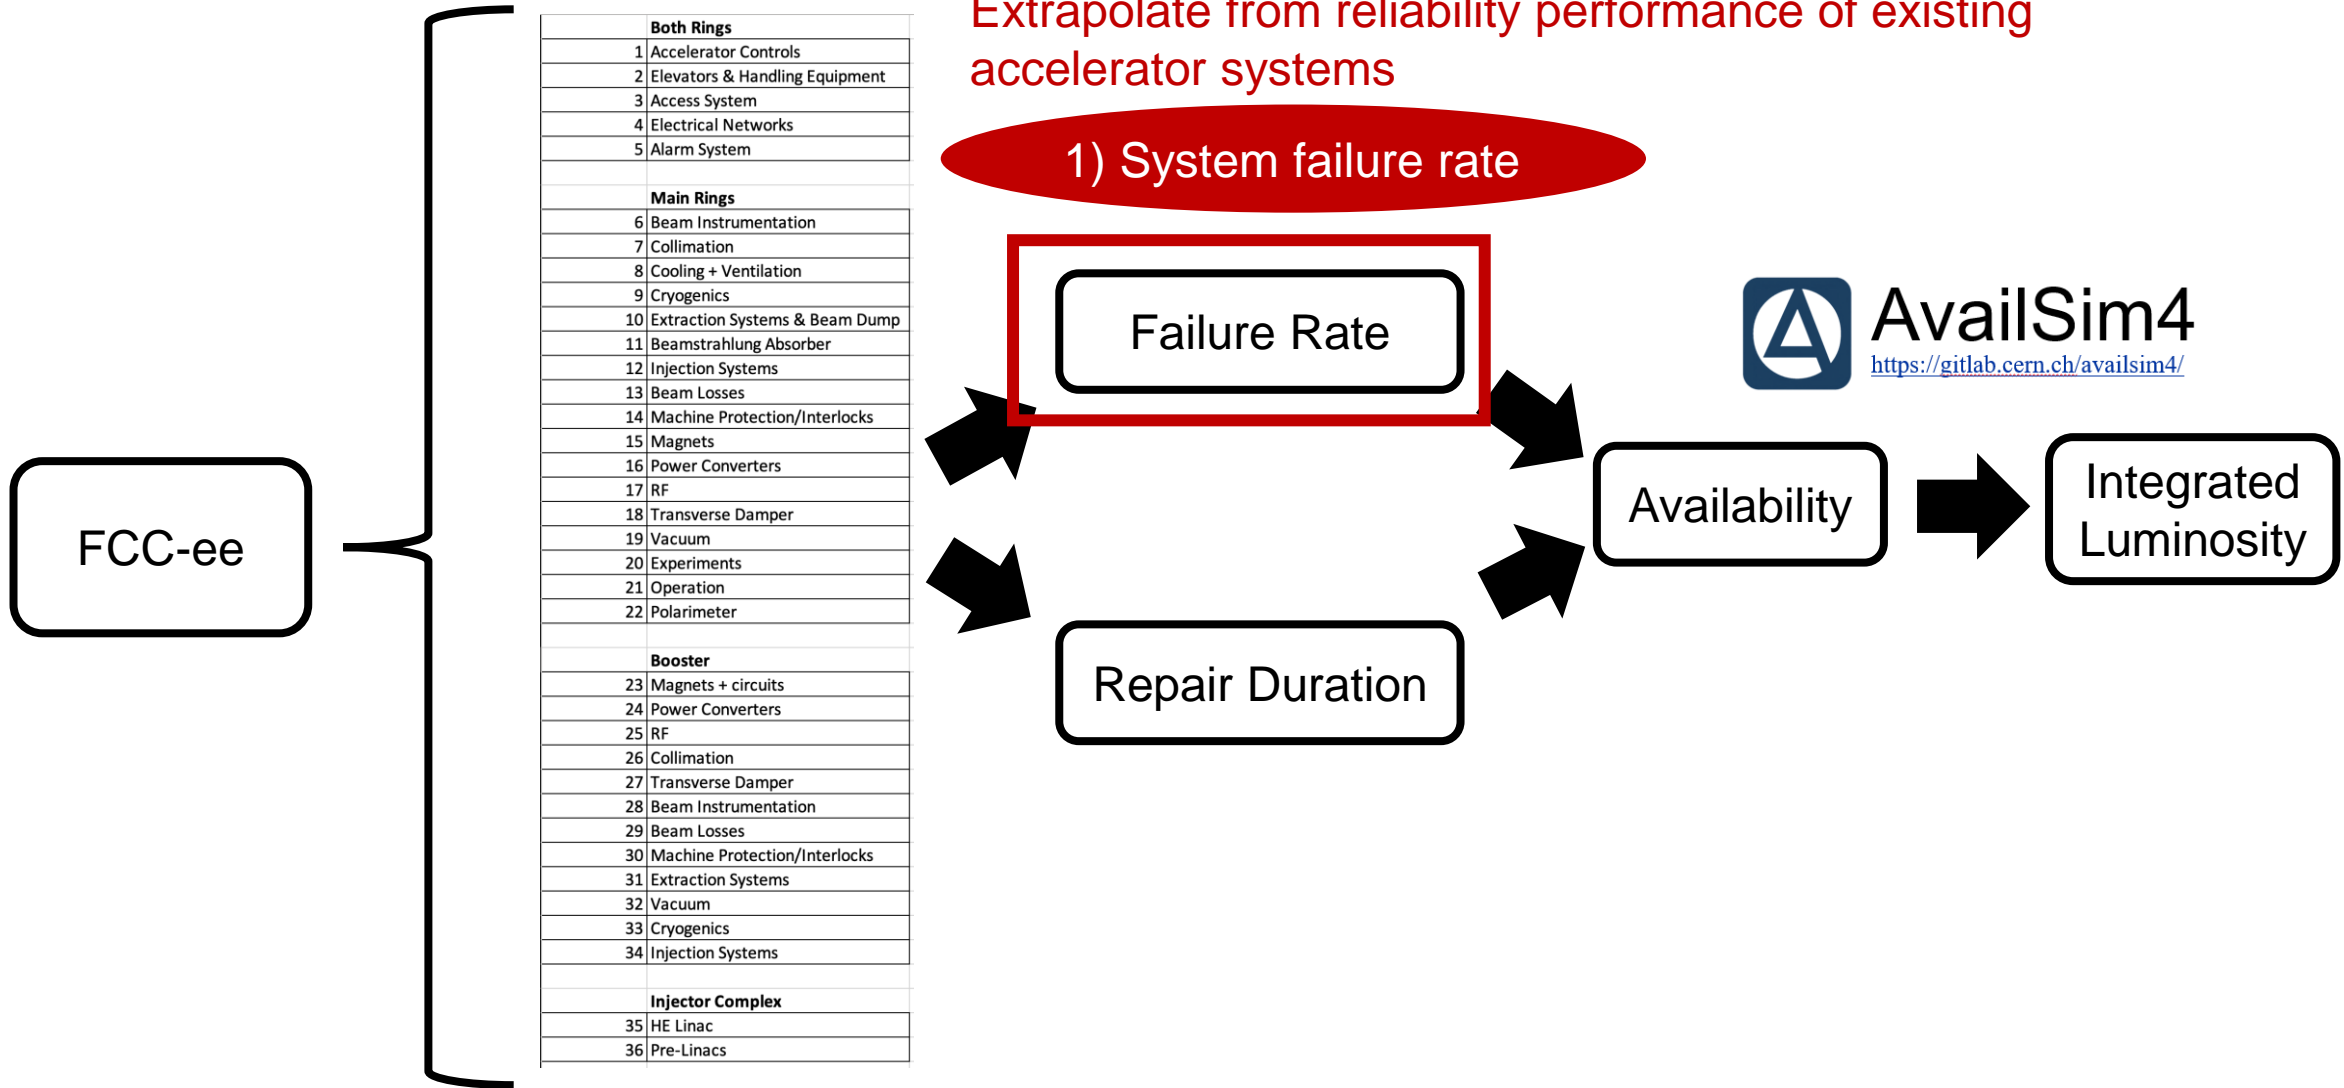 Extrapolate from reliability performance of existing
accelerator systems
1) System failure rate
FCC-ee
Both Rings
1 Accelerator Controls
2 Elevators & Handling Equipment
3 Access System
4 Electrical Networks
5 Alarm System
Main Rings
6 Beam Instrumentation
7 Collimation
8 Cooling + Ventilation
9 Cryogenics
10 Extraction Systems & Beam Dump
11 Beamstrahlung Absorber
12 Injection Systems
13 Beam Losses
14 Machine Protection/Interlocks
15 Magnets
16 Power Converters
17 RF
18 Transverse Damper
19 Vacuum
20 Experiments
21 Operation
22 Polarimeter
Booster
23 Magnets + circuits
24 Power Converters
25 RF
26 Collimation
27 Transverse Damper
28 Beam Instrumentation
29 Beam Losses
30 Machine Protection/Interlocks
31 Extraction Systems
32 Vacuum
33 Cryogenics
34 Injection Systems
Injector Complex
35 HE Linac
36 Pre-Linacs
Failure Rate
Repair Duration
AvailSim4
https://gitlab.cern.ch/availsim4/
Availability
Integrated
Luminosity